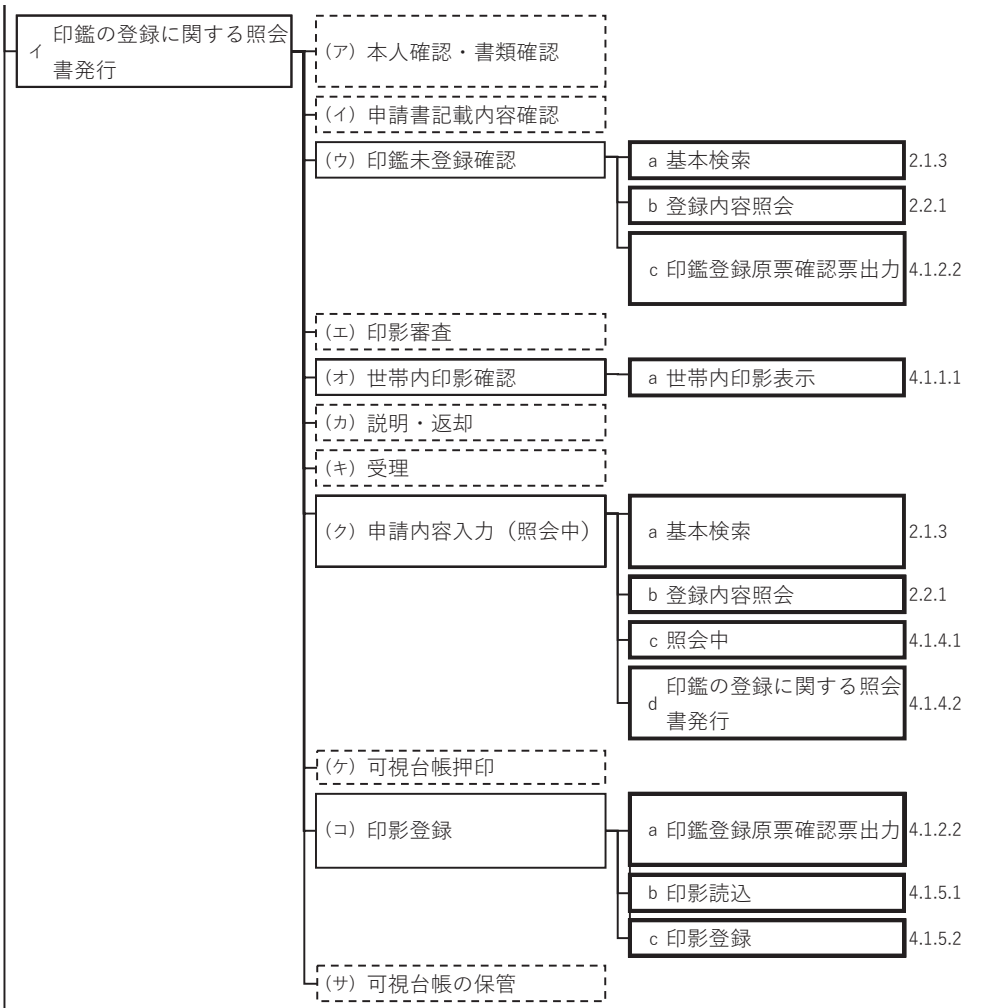 イ 印鑑の登録に関する照会
書発行
(ア) 本人確認・書類確認
(イ) 申請書記載内容確認
(ウ) 印鑑未登録確認
a 基本検索 2.1.3
b 登録内容照会 2.2.1
c 印鑑登録原票確認票出力 4.1.2.2
(エ) 印影審査
(オ) 世帯内印影確認
a 世帯内印影表示 4.1.1.1
(カ) 説明・返却
(キ) 受理
(ク) 申請内容入力（照会中）
a 基本検索 2.1.3
b 登録内容照会 2.2.1
c 照会中 4.1.4.1
d 印鑑の登録に関する照会
書発行 4.1.4.2
(ケ) 可視台帳押印
(コ) 印影登録
a 印鑑登録原票確認票出力 4.1.2.2
b 印影読込 4.1.5.1
c 印影登録 4.1.5.2
(サ) 可視台帳の保管